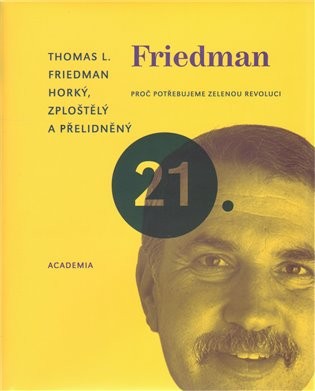 THOMAS L.
FRIEDMAN
HORKÝ,
ZPLOŠTĚLÝ
A PŘELIDNĚNÝ
Friedman
PROČ POTŘEBUJEME ZELENOU REVOLUCI
21.
ACADEMIA